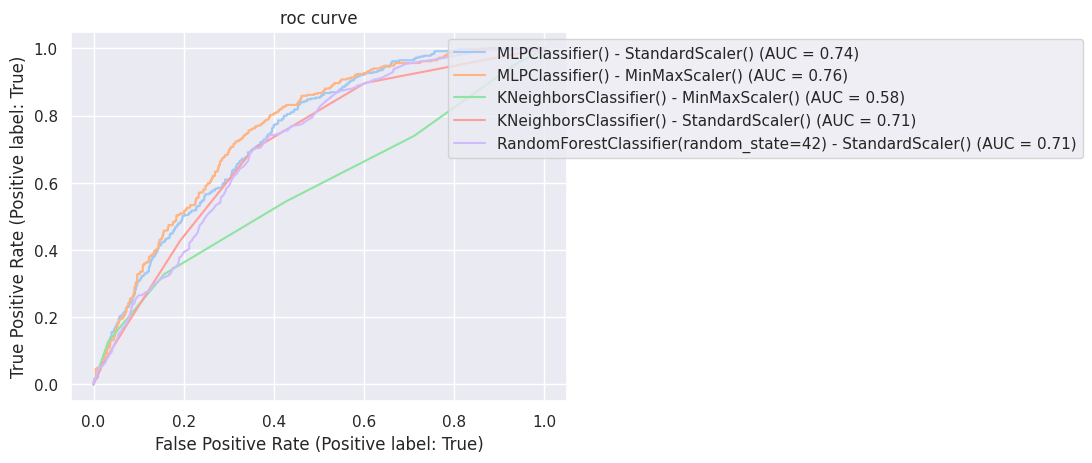 roc curve
MLPClassifier() - StandardScaler() (AUC = 0.74)
MLPClassifier() - MinMaxScaler() (AUC = 0.76)
KNeighborsClassifier() - MinMaxScaler() (AUC = 0.58)
KNeighborsClassifier() - StandardScaler() (AUC = 0.71)
RandomForestClassifier(random_state=42) - StandardScaler() (AUC = 0.71)
True Positive Rate (Positive label: True)
1.0
0.8
0.6
0.4
0.2
0.0
0.0 0.2 0.4 0.6 0.8 1.0
False Positive Rate (Positive label: True)